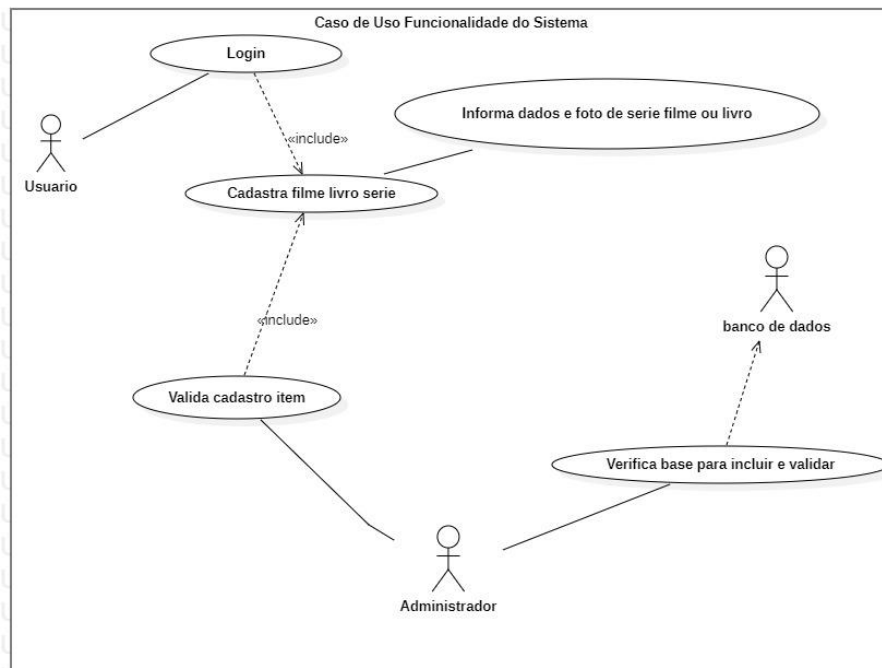 Caso de Uso Funcionalidade do Sistema
Login
Informa dados e foto de serie filme ou livro
«include»
Usuario
Cadastra filme livro serie
banco de dados
«include»
Valida cadastro item
Verifica base para incluir e validar
Administrador